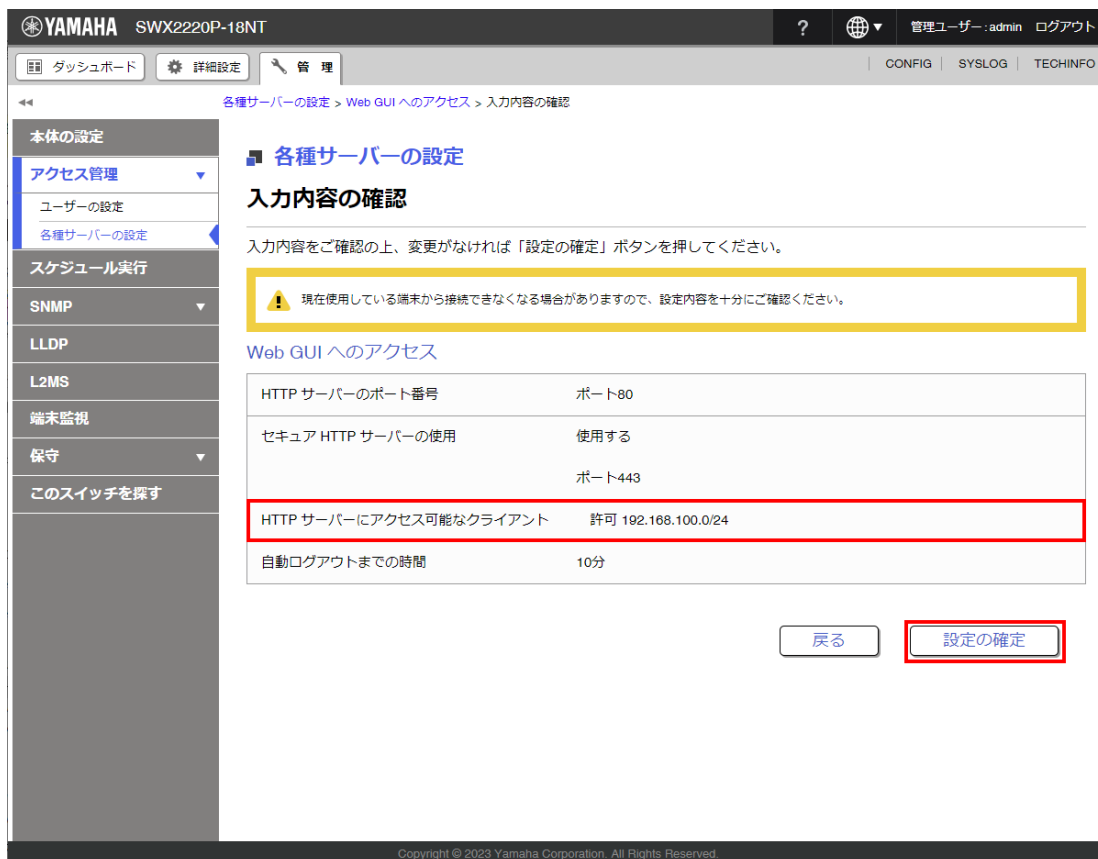 YAMAHA SWX2220P-18NT ? ▼ 管理ユーザー:admin ログアウト
ダッシュボード 詳細設定 管 理 CONFIG SYSLOG TECHINFO
各種サーバーの設定 > Web GUI へのアクセス > 入力内容の確認
本体の設定
アクセス管理 ▼
ユーザーの設定
各種サーバーの設定
スケジュール実行
SNMP ▼
LLDP
L2MS
端末監視
保守 ▼
このスイッチを探す
各種サーバーの設定
入力内容の確認
入力内容をご確認の上、変更がなければ「設定の確定」ボタンを押してください。
現在使用している端末から接続できなくなる場合がありますので、設定内容を十分にご確認ください。
Web GUI へのアクセス
HTTP サーバーのポート番号 ポート80
セキュア HTTP サーバーの使用 使用する
ポート443
HTTP サーバーにアクセス可能なクライアント 許可 192.168.100.0/24
自動ログアウトまでの時間 10分
戻る 設定の確定
Copyright © 2023 Yamaha Corporation. All Rights Reserved.